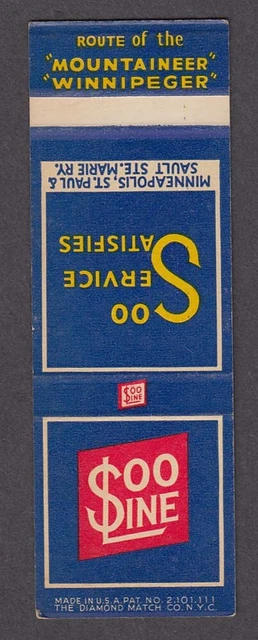 ROUTE of the
"MOUNTAINEER"
"WINNIPEGER"
MINNEAPOLIS, ST. PAUL &
SAULT STE. MARIE RY.
SOO
SERVICE
SATISFIES
SOO
LINE
SOO
LINE
MADE IN U.S.A. PAT. NO. 2,101,111
THE DIAMOND MATCH CO. N.Y.C.